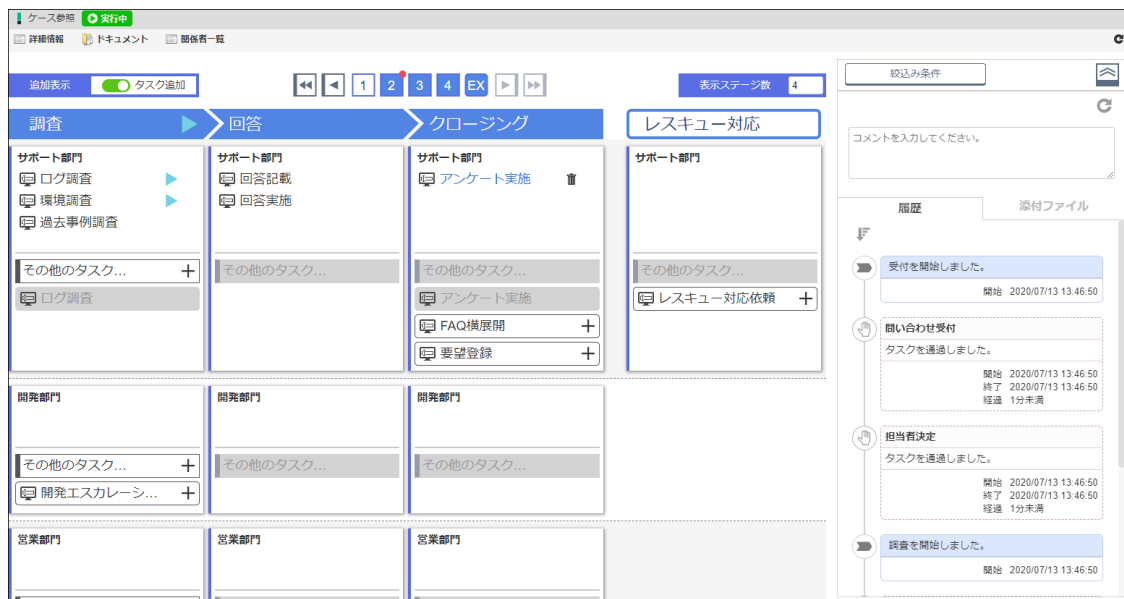 ケース参照 実行中
詳細情報 ドキュメント 関係者一覧
追加表示 タスク追加 1 2 3 4 EX 表示ステージ数 4
調査 回答 クロージング レスキュー対応
サポート部門 サポート部門 サポート部門 サポート部門
ログ調査 回答記載 アンケート実施
環境調査 回答実施
過去事例調査
その他のタスク... その他のタスク... その他のタスク... その他のタスク...
ログ調査 アンケート実施 レスキュー対応依頼
FAQ横展開
要望登録
開発部門 開発部門 開発部門
その他のタスク... その他のタスク... その他のタスク...
開発エスカレーシ...
営業部門 営業部門 営業部門
絞込み条件
コメントを入力してください。
履歴 添付ファイル
受付を開始しました。
開始 2020/07/13 13:46:50
問い合わせ受付
タスクを通過しました。
開始 2020/07/13 13:46:50
終了 2020/07/13 13:46:50
経過 1分未満
担当者決定
タスクを通過しました。
開始 2020/07/13 13:46:50
終了 2020/07/13 13:46:50
経過 1分未満
調査を開始しました。
開始 2020/07/13 13:46:50